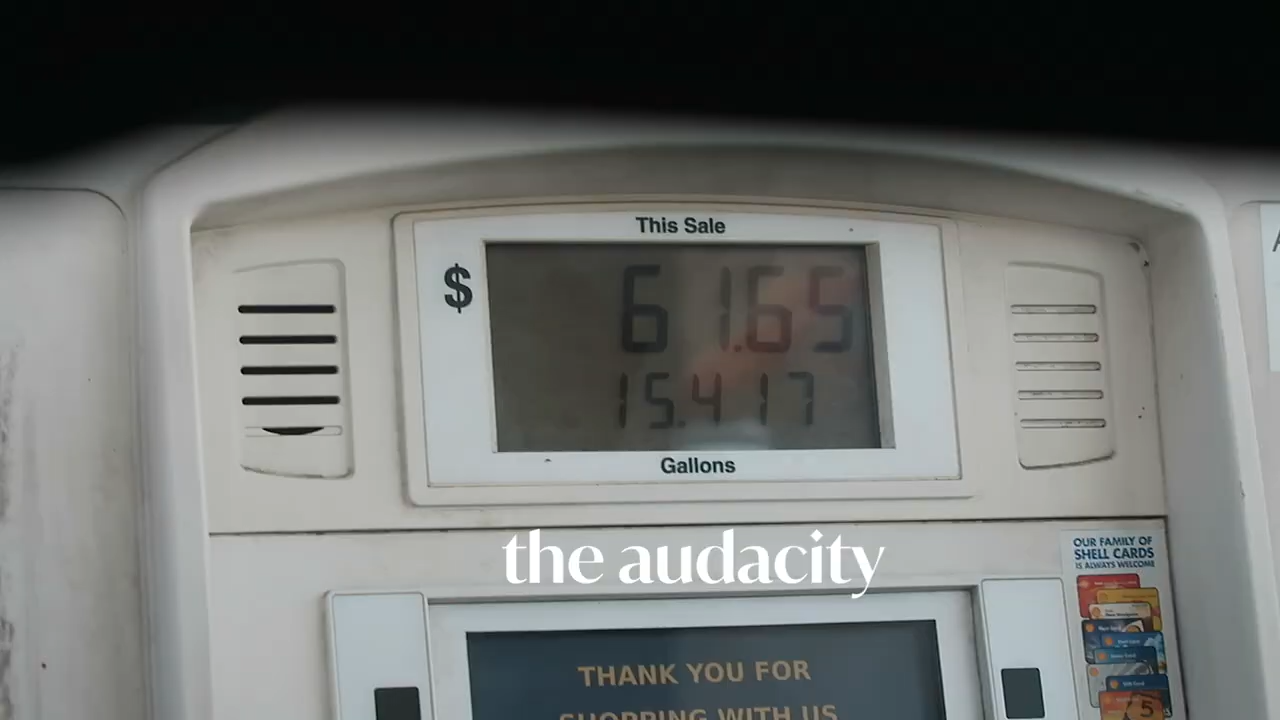 This Sale
$
61.65
15.417
Gallons
the audacity
OUR FAMILY OF
SHELL CARDS
IS ALWAYS WELCOME
THANK YOU FOR
SHOPPING WITH US
5
A